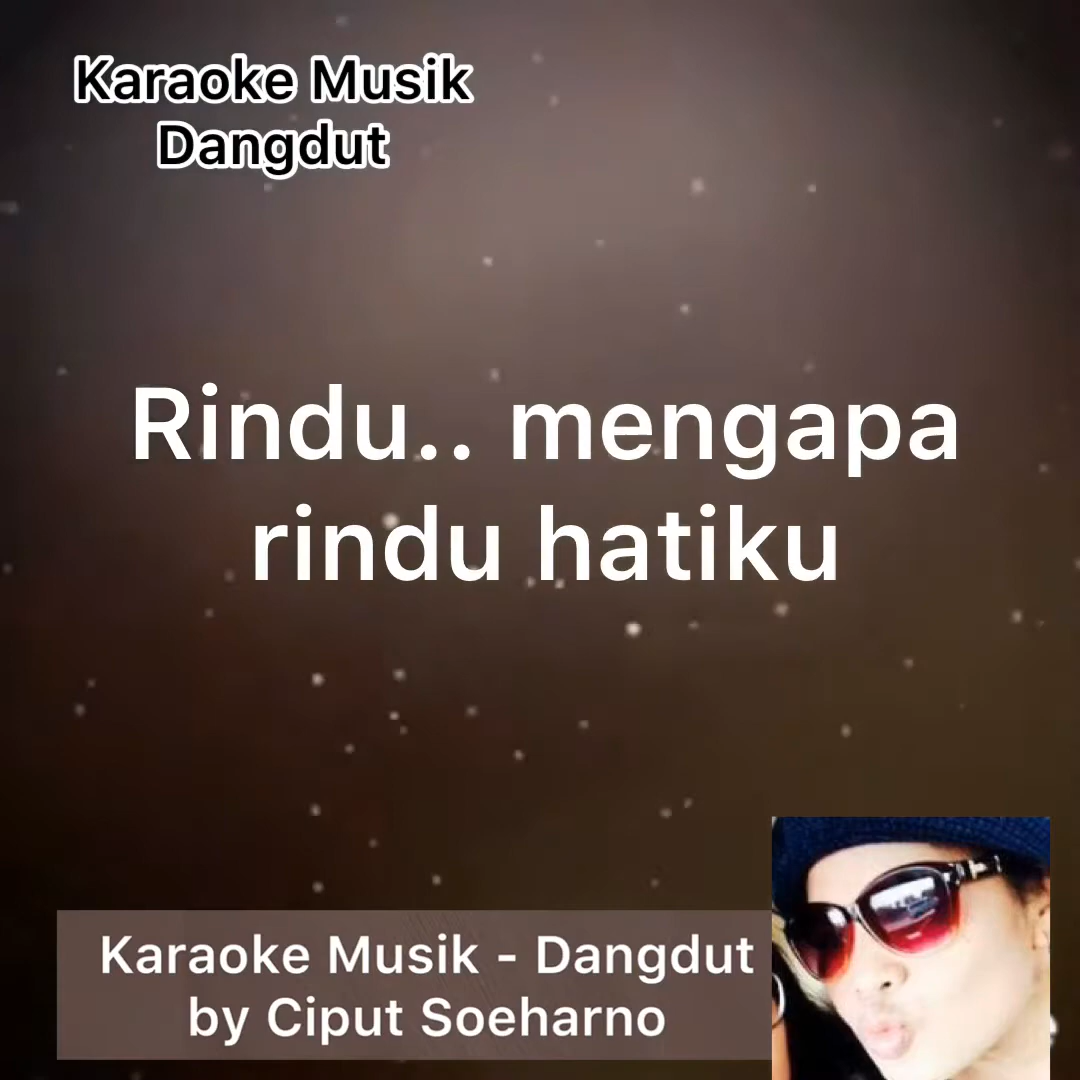 Karaoke Musik
Dangdut
Rindu.. mengapa
rindu hatiku
Karaoke Musik - Dangdut
by Ciput Soeharno